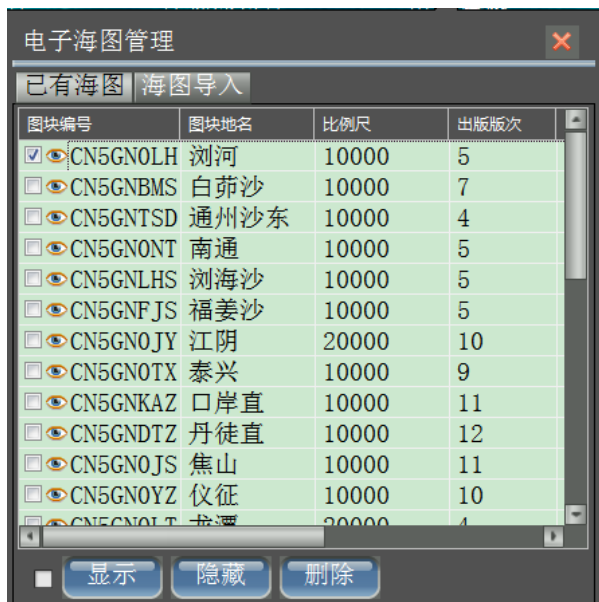 电子海图管理
已有海图 海图导入
图块编号 图块地名 比例尺 出版版次
CN5GN0LH 浏河 10000 5
CN5GNBMS 白茆沙 10000 7
CN5GNTSD 通州沙东 10000 4
CN5GN0NT 南通 10000 5
CN5GNLHS 浏海沙 10000 5
CN5GNFJS 福姜沙 10000 5
CN5GN0JY 江阴 20000 10
CN5GN0TX 泰兴 10000 9
CN5GNKAZ 口岸直 10000 11
CN5GNDTZ 丹徒直 10000 12
CN5GN0JS 焦山 10000 11
CN5GN0YZ 仪征 10000 10
CN5GN0LT 龙潭 20000 4
显示 隐藏 删除